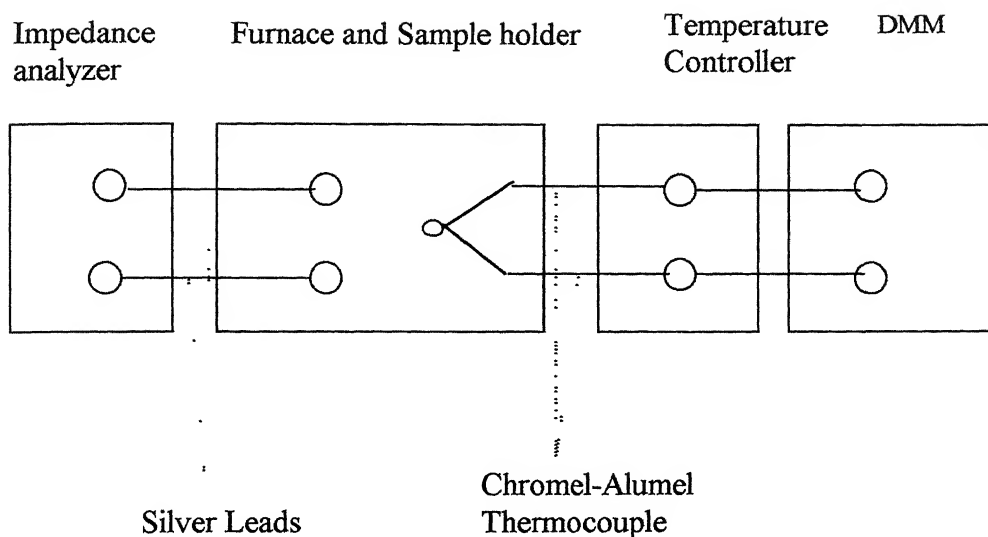 Impedance
analyzer
Furnace and Sample holder
Temperature
Controller
DMM
Silver Leads
Chromel-Alumel
Thermocouple